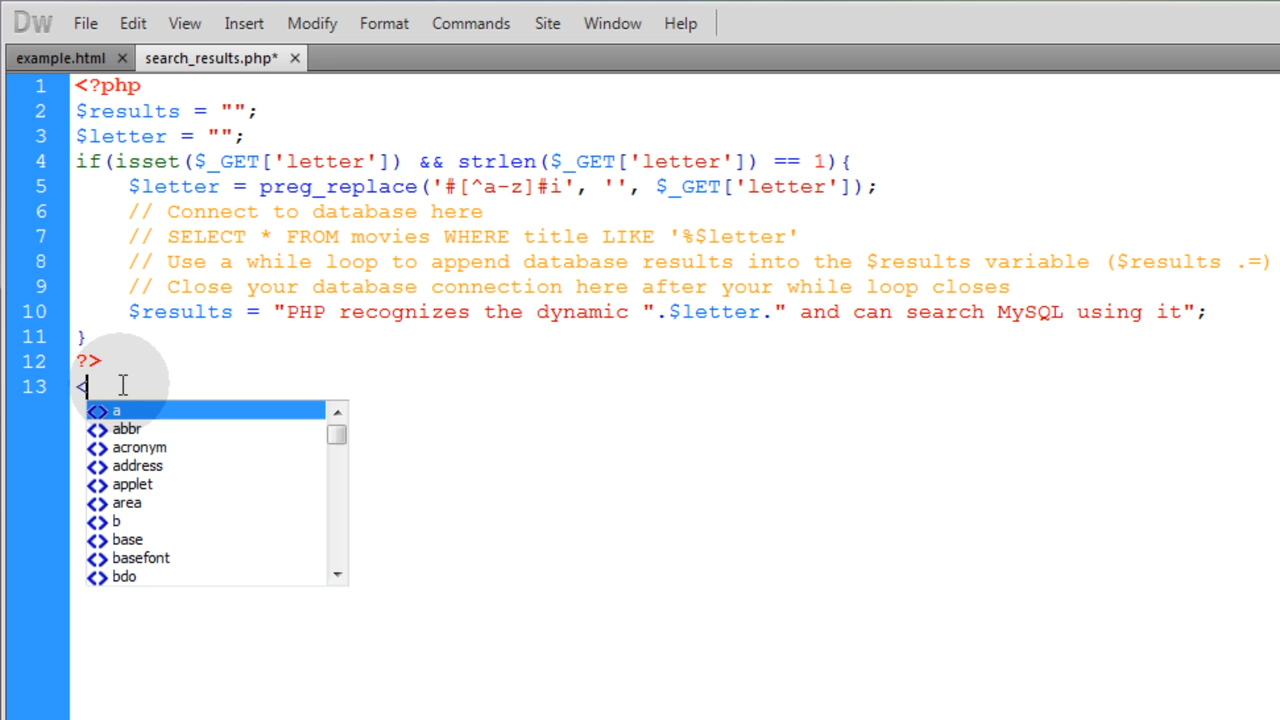 Dw File Edit View Insert Modify Format Commands Site Window Help
example.html × search_results.php* ×
1 <?php
2 $results = "";
3 $letter = "";
4 if(isset($_GET['letter']) && strlen($_GET['letter']) == 1){
5 $letter = preg_replace('#[^a-z]#i', '', $_GET['letter']);
6 // Connect to database here
7 // SELECT * FROM movies WHERE title LIKE '%$letter'
8 // Use a while loop to append database results into the $results variable ($results .=)
9 // Close your database connection here after your while loop closes
10 $results = "PHP recognizes the dynamic ".$letter." and can search MySQL using it";
11 }
12 ?>
13 <
<> a
<> abbr
<> acronym
<> address
<> applet
<> area
<> b
<> base
<> basefont
<> bdo